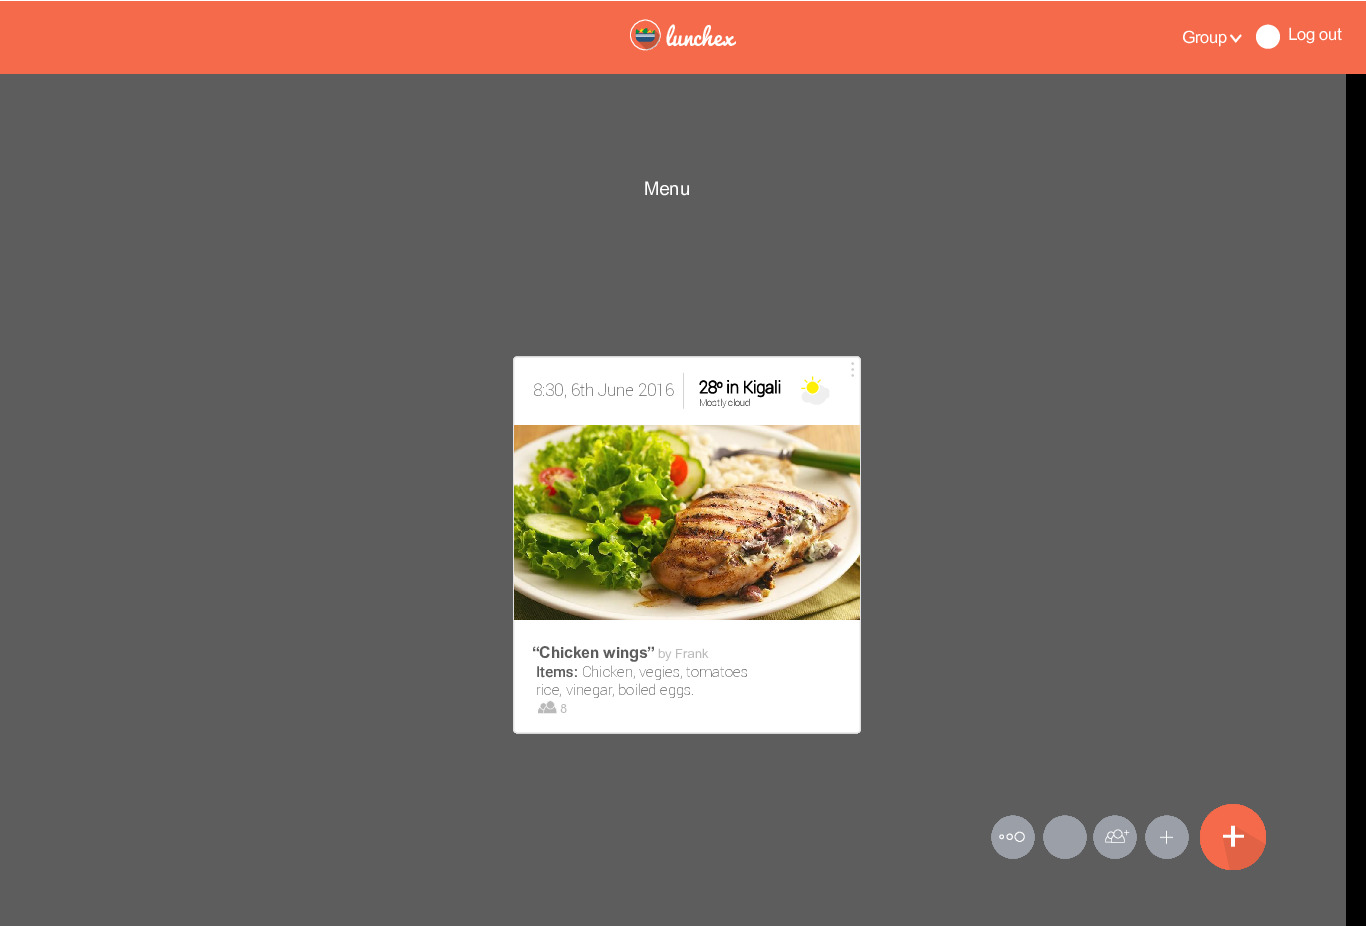 lunchex
Group
Log out
Menu
8:30, 6th June 2016
28º in Kigali
Mostly cloud
“Chicken wings” by Frank
Items: Chicken, vegies, tomatoes
rice, vinegar, boiled eggs.
8